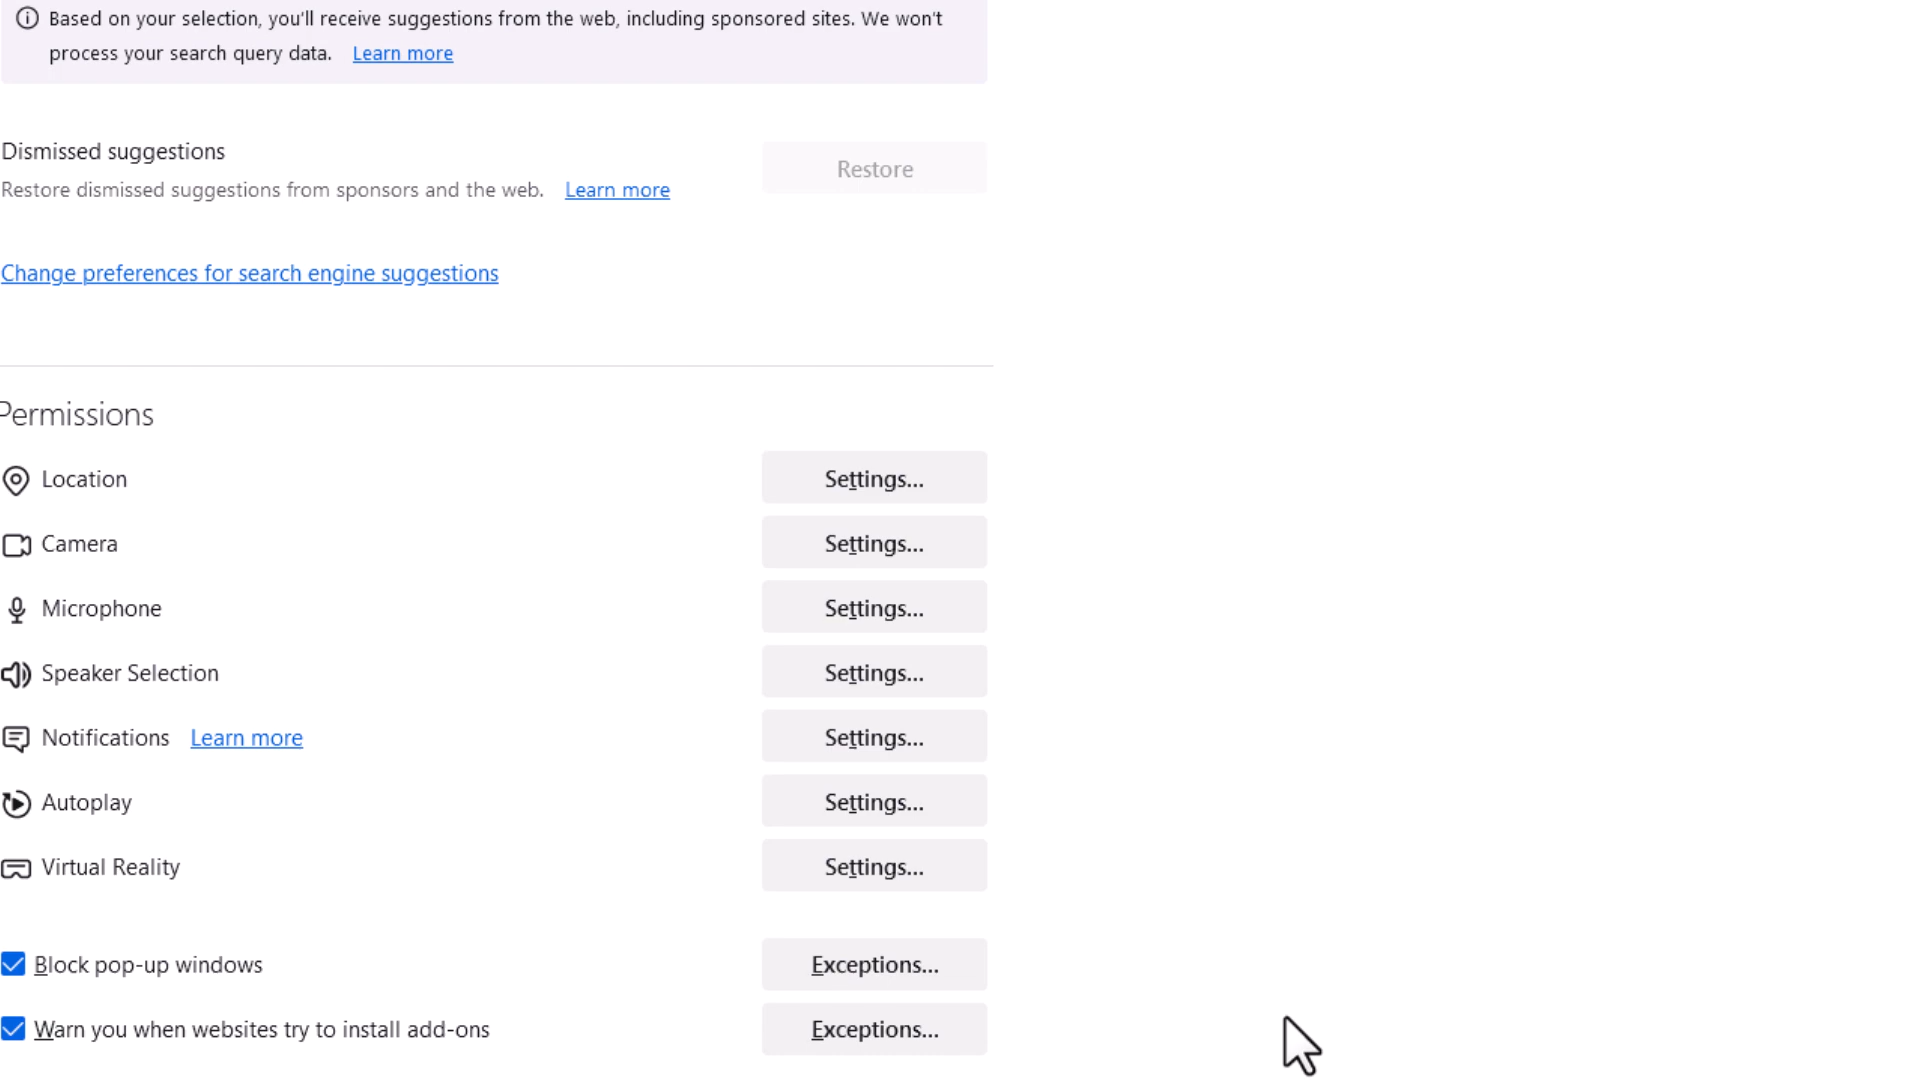 Based on your selection, you'll receive suggestions from the web, including sponsored sites. We won't
process your search query data. Learn more
Dismissed suggestions
Restore
Restore dismissed suggestions from sponsors and the web. Learn more
Change preferences for search engine suggestions
Permissions
Location Settings...
Camera Settings...
Microphone Settings...
Speaker Selection Settings...
Notifications Learn more Settings...
Autoplay Settings...
Virtual Reality Settings...
Block pop-up windows Exceptions...
Warn you when websites try to install add-ons Exceptions...